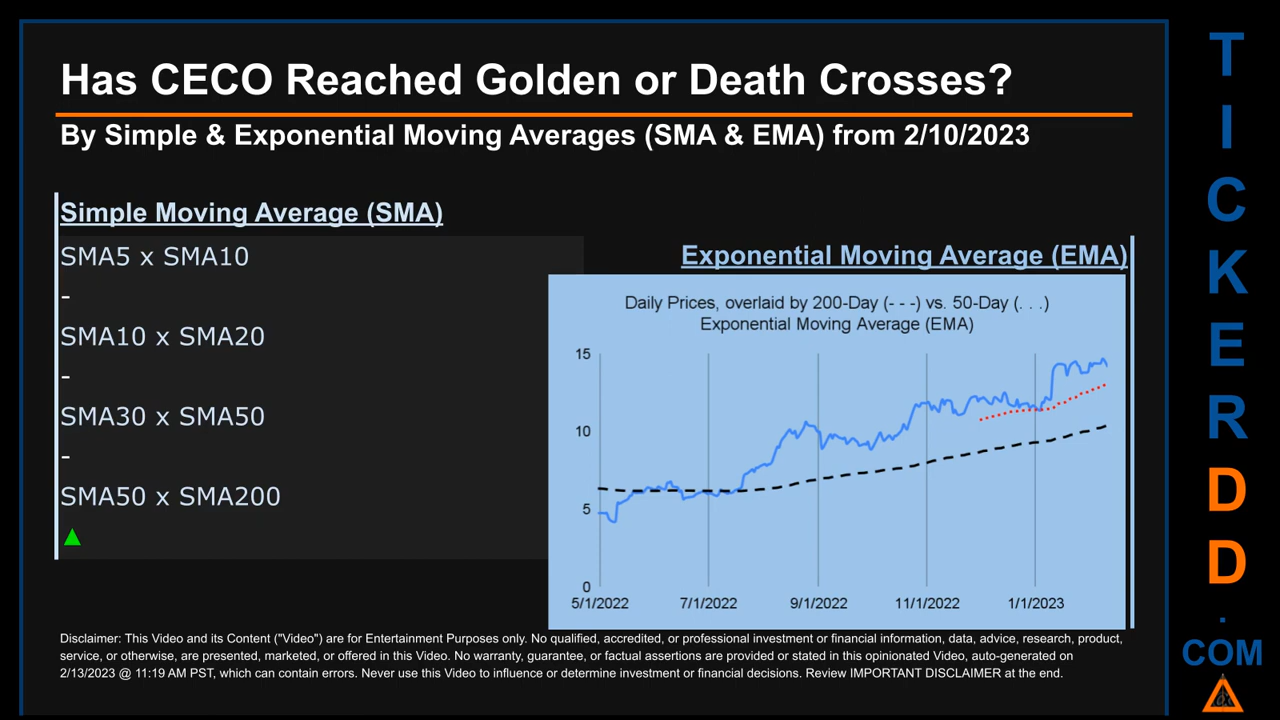 Has CECO Reached Golden or Death Crosses?
By Simple & Exponential Moving Averages (SMA & EMA) from 2/10/2023
Simple Moving Average (SMA)
SMA5 x SMA10
-
SMA10 x SMA20
-
SMA30 x SMA50
-
SMA50 x SMA200
▲
Exponential Moving Average (EMA)
Daily Prices, overlaid by 200-Day (- - -) vs. 50-Day (. . .)
Exponential Moving Average (EMA)
15
10
5
0
5/1/2022 7/1/2022 9/1/2022 11/1/2022 1/1/2023
Disclaimer: This Video and its Content ("Video") are for Entertainment Purposes only. No qualified, accredited, or professional investment or financial information, data, advice, research, product,
service, or otherwise, are presented, marketed, or offered in this Video. No warranty, guarantee, or factual assertions are provided or stated in this opinionated Video, auto-generated on
2/13/2023 @ 11:19 AM PST, which can contain errors. Never use this Video to influence or determine investment or financial decisions. Review IMPORTANT DISCLAIMER at the end.
T
I
C
K
E
R
D
D
.
COM